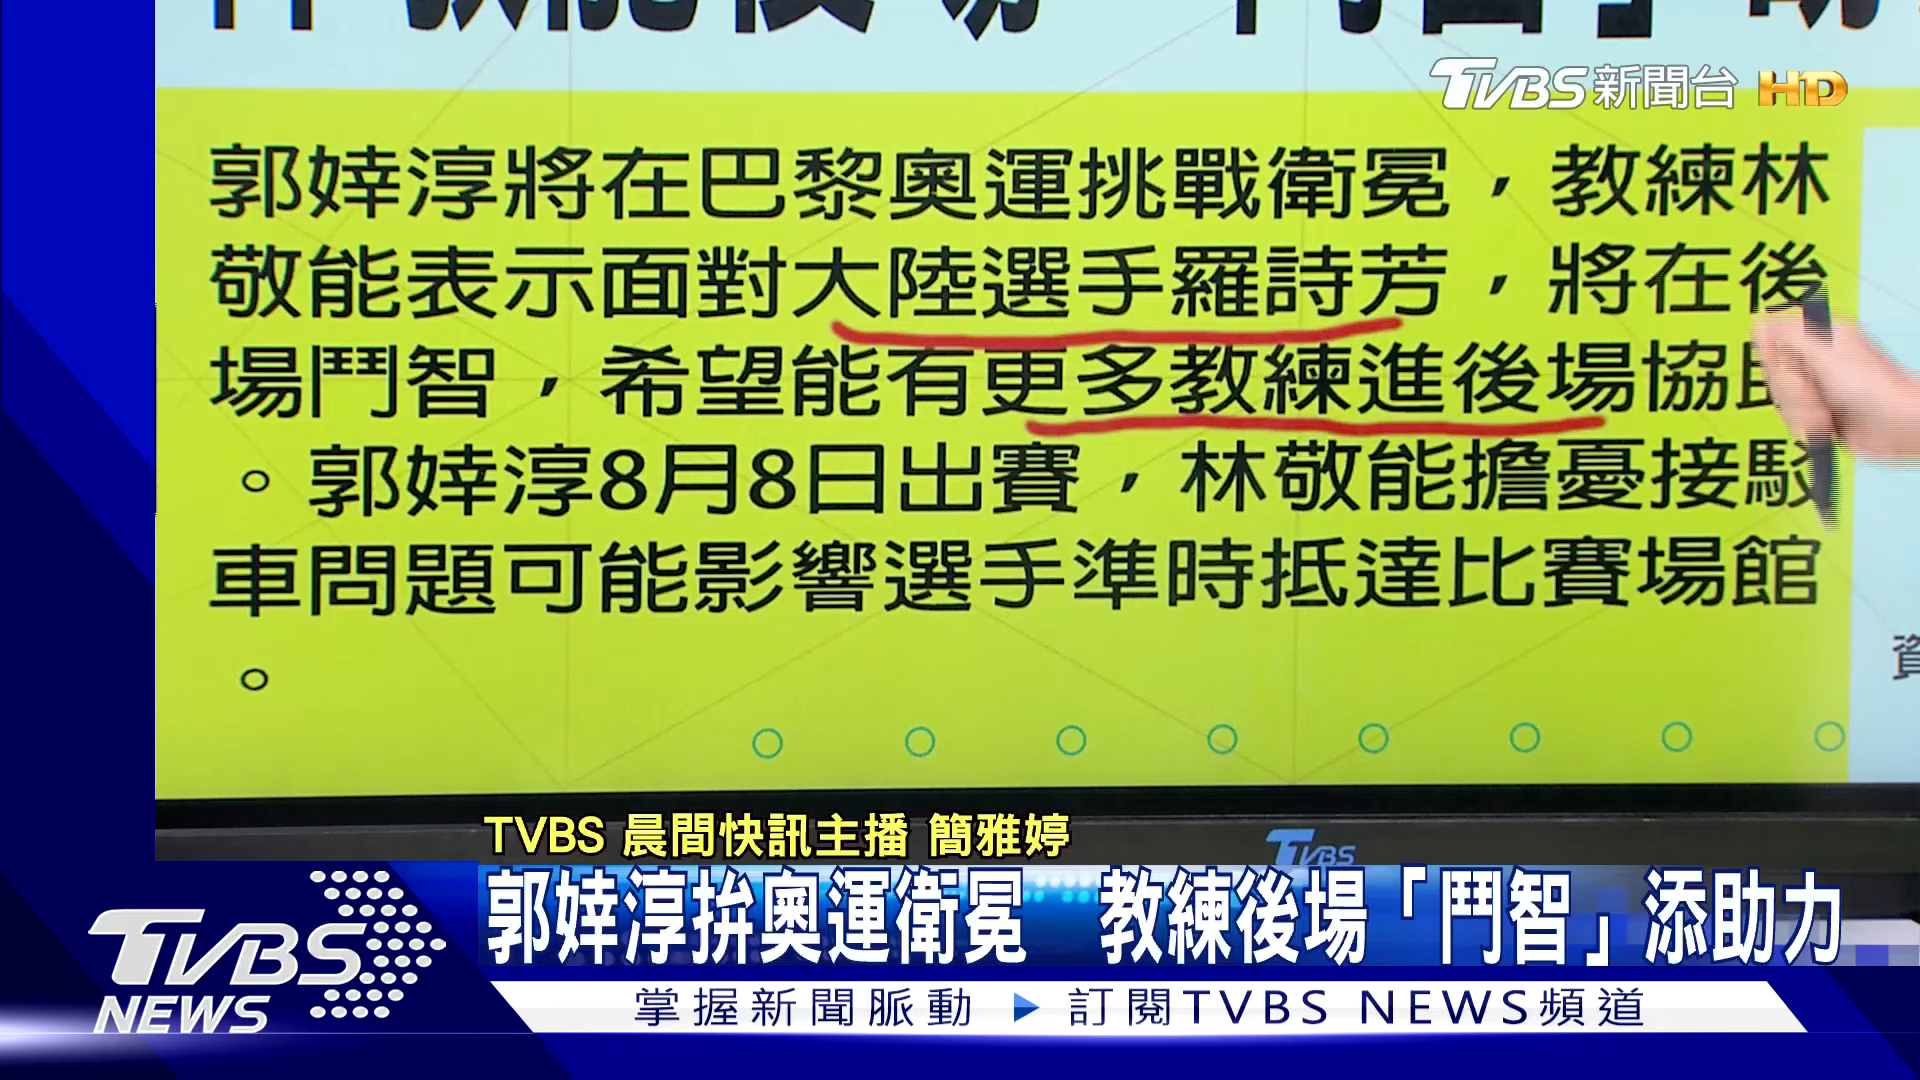 TVBS新聞台 HD
郭婞淳將在巴黎奧運挑戰衛冕，教練林
敬能表示面對大陸選手羅詩芳，將在後
場鬥智，希望能有更多教練進後場協助
。郭婞淳8月8日出賽，林敬能擔憂接駁
車問題可能影響選手準時抵達比賽場館
。
資
TVBS 晨間快訊主播 簡雅婷
TVBS
郭婞淳拚奧運衛冕 教練後場「鬥智」添助力
TVBS
NEWS
掌握新聞脈動 ▶ 訂閱TVBS NEWS頻道